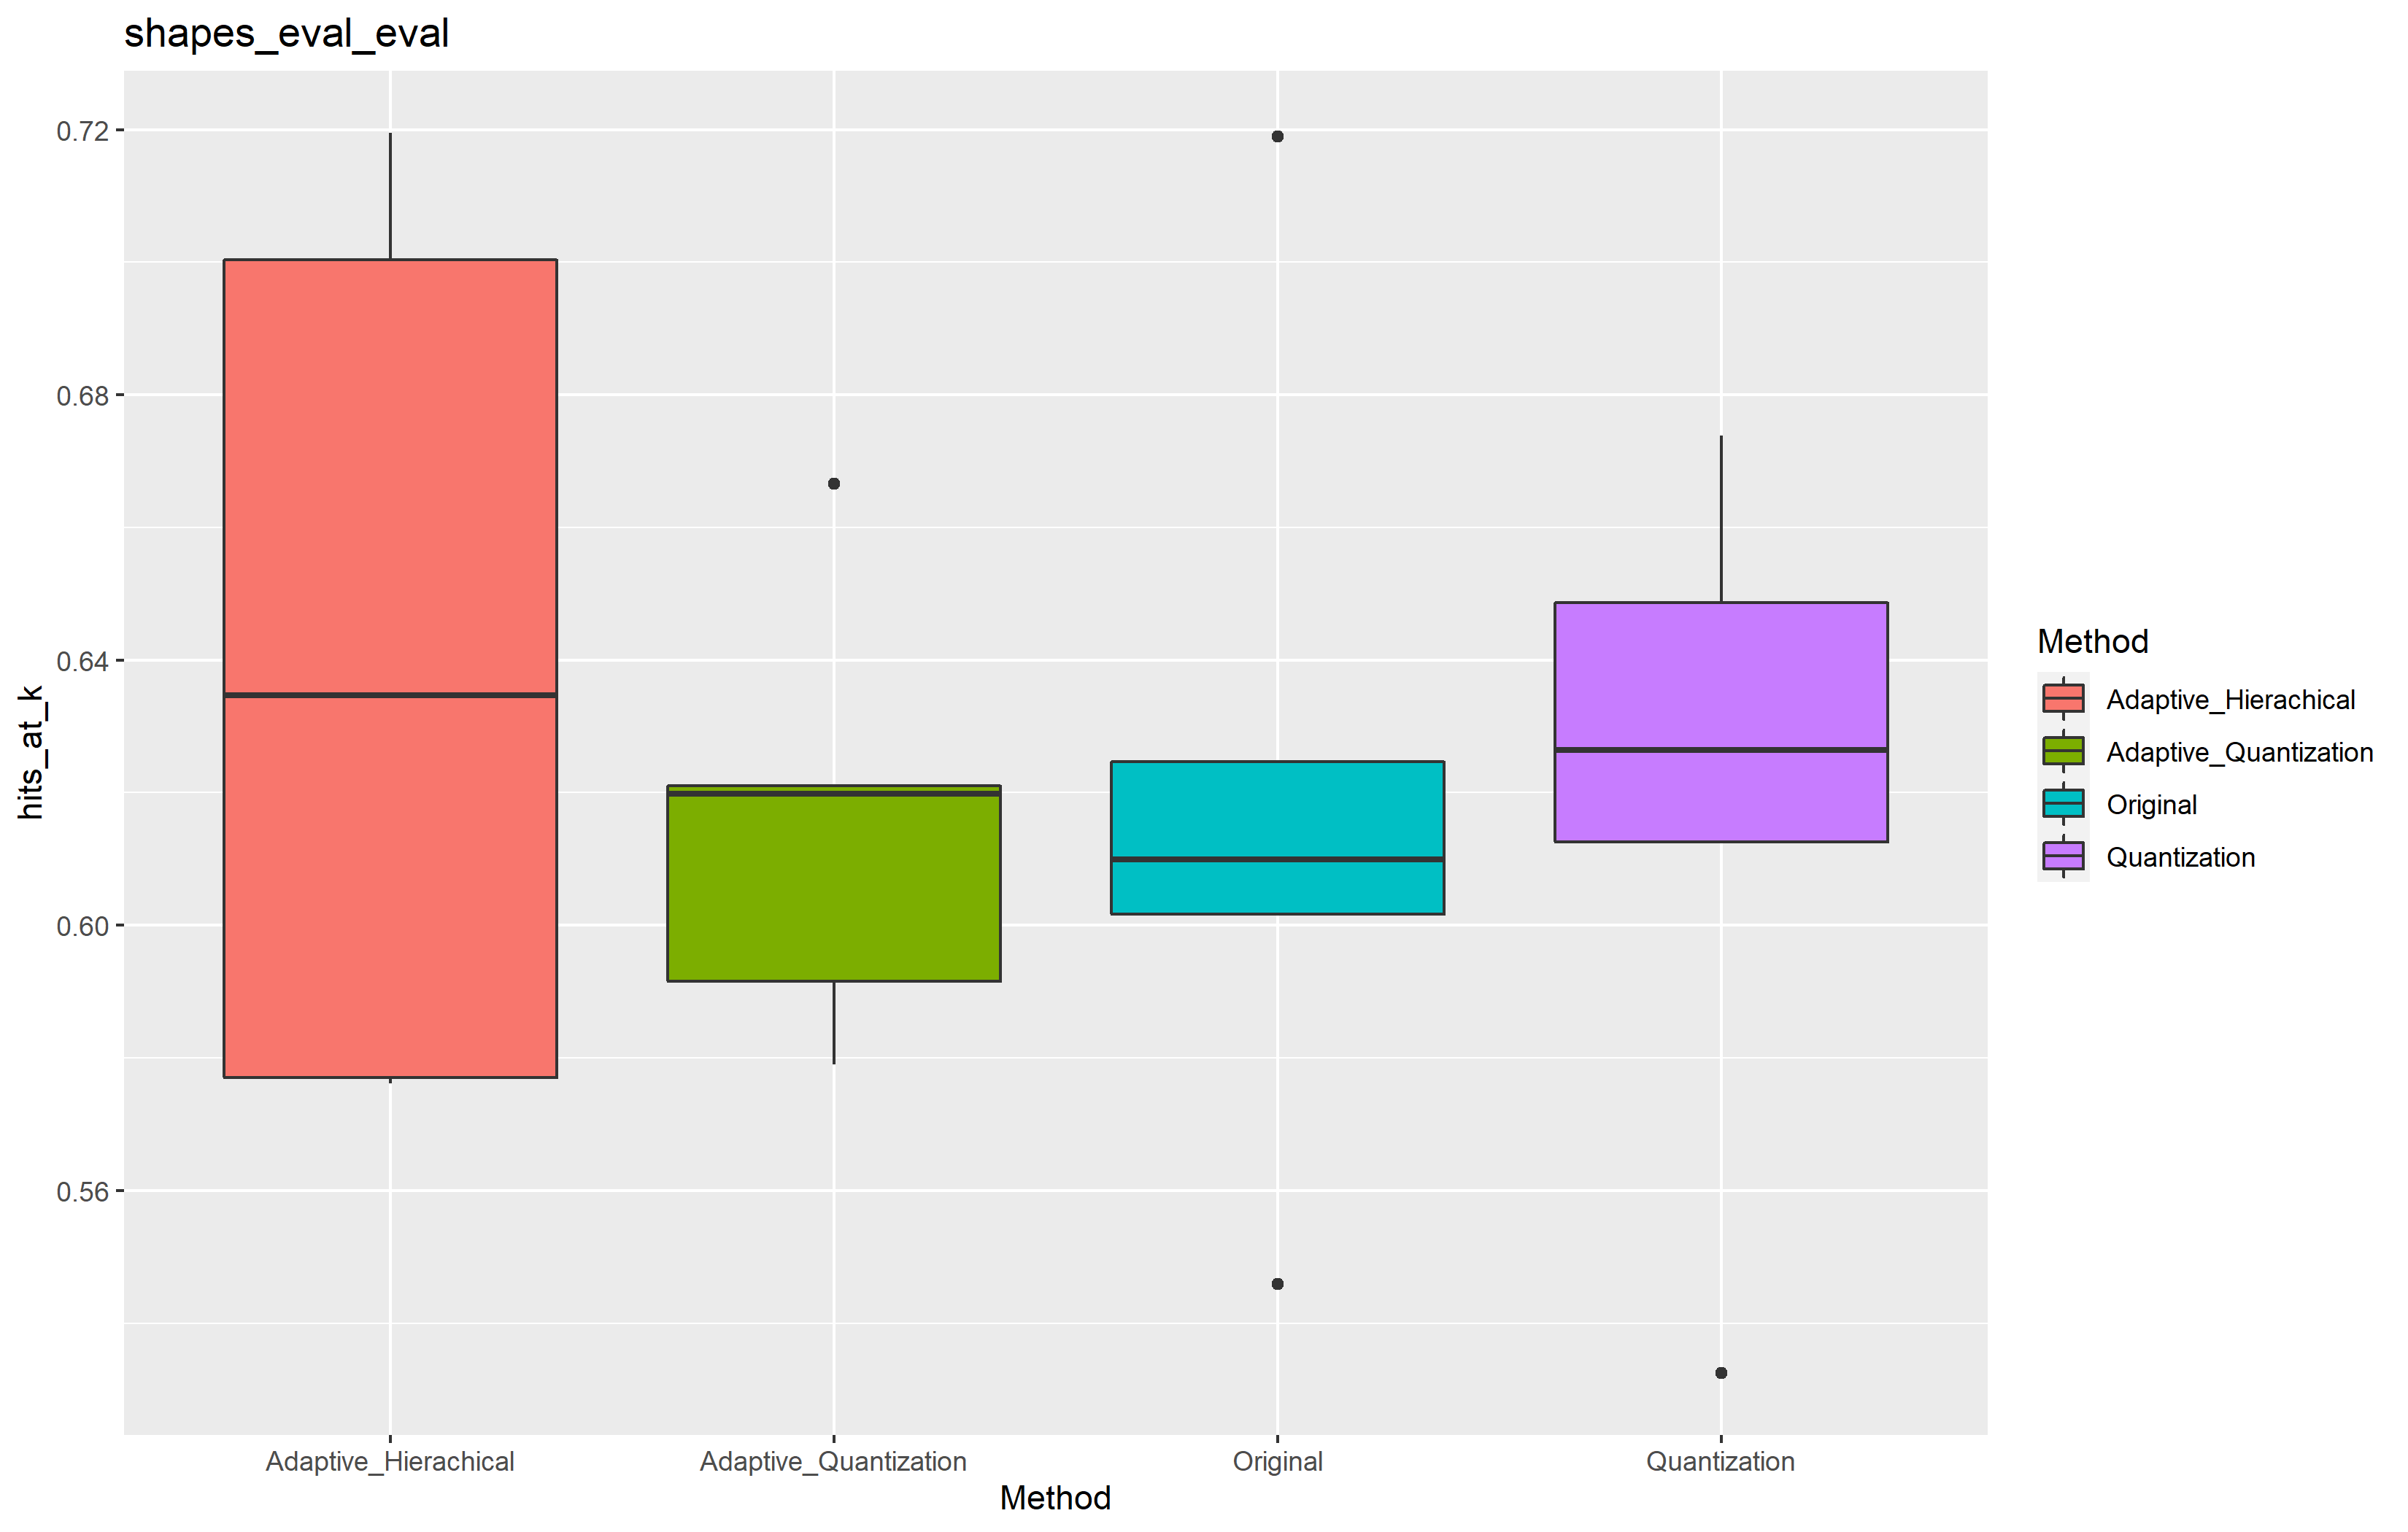 shapes_eval_eval
hits_at_k
0.72
0.68
0.64
0.60
0.56
Adaptive_Hierachical
Adaptive_Quantization
Original
Quantization
Method
Method
Adaptive_Hierachical
Adaptive_Quantization
Original
Quantization